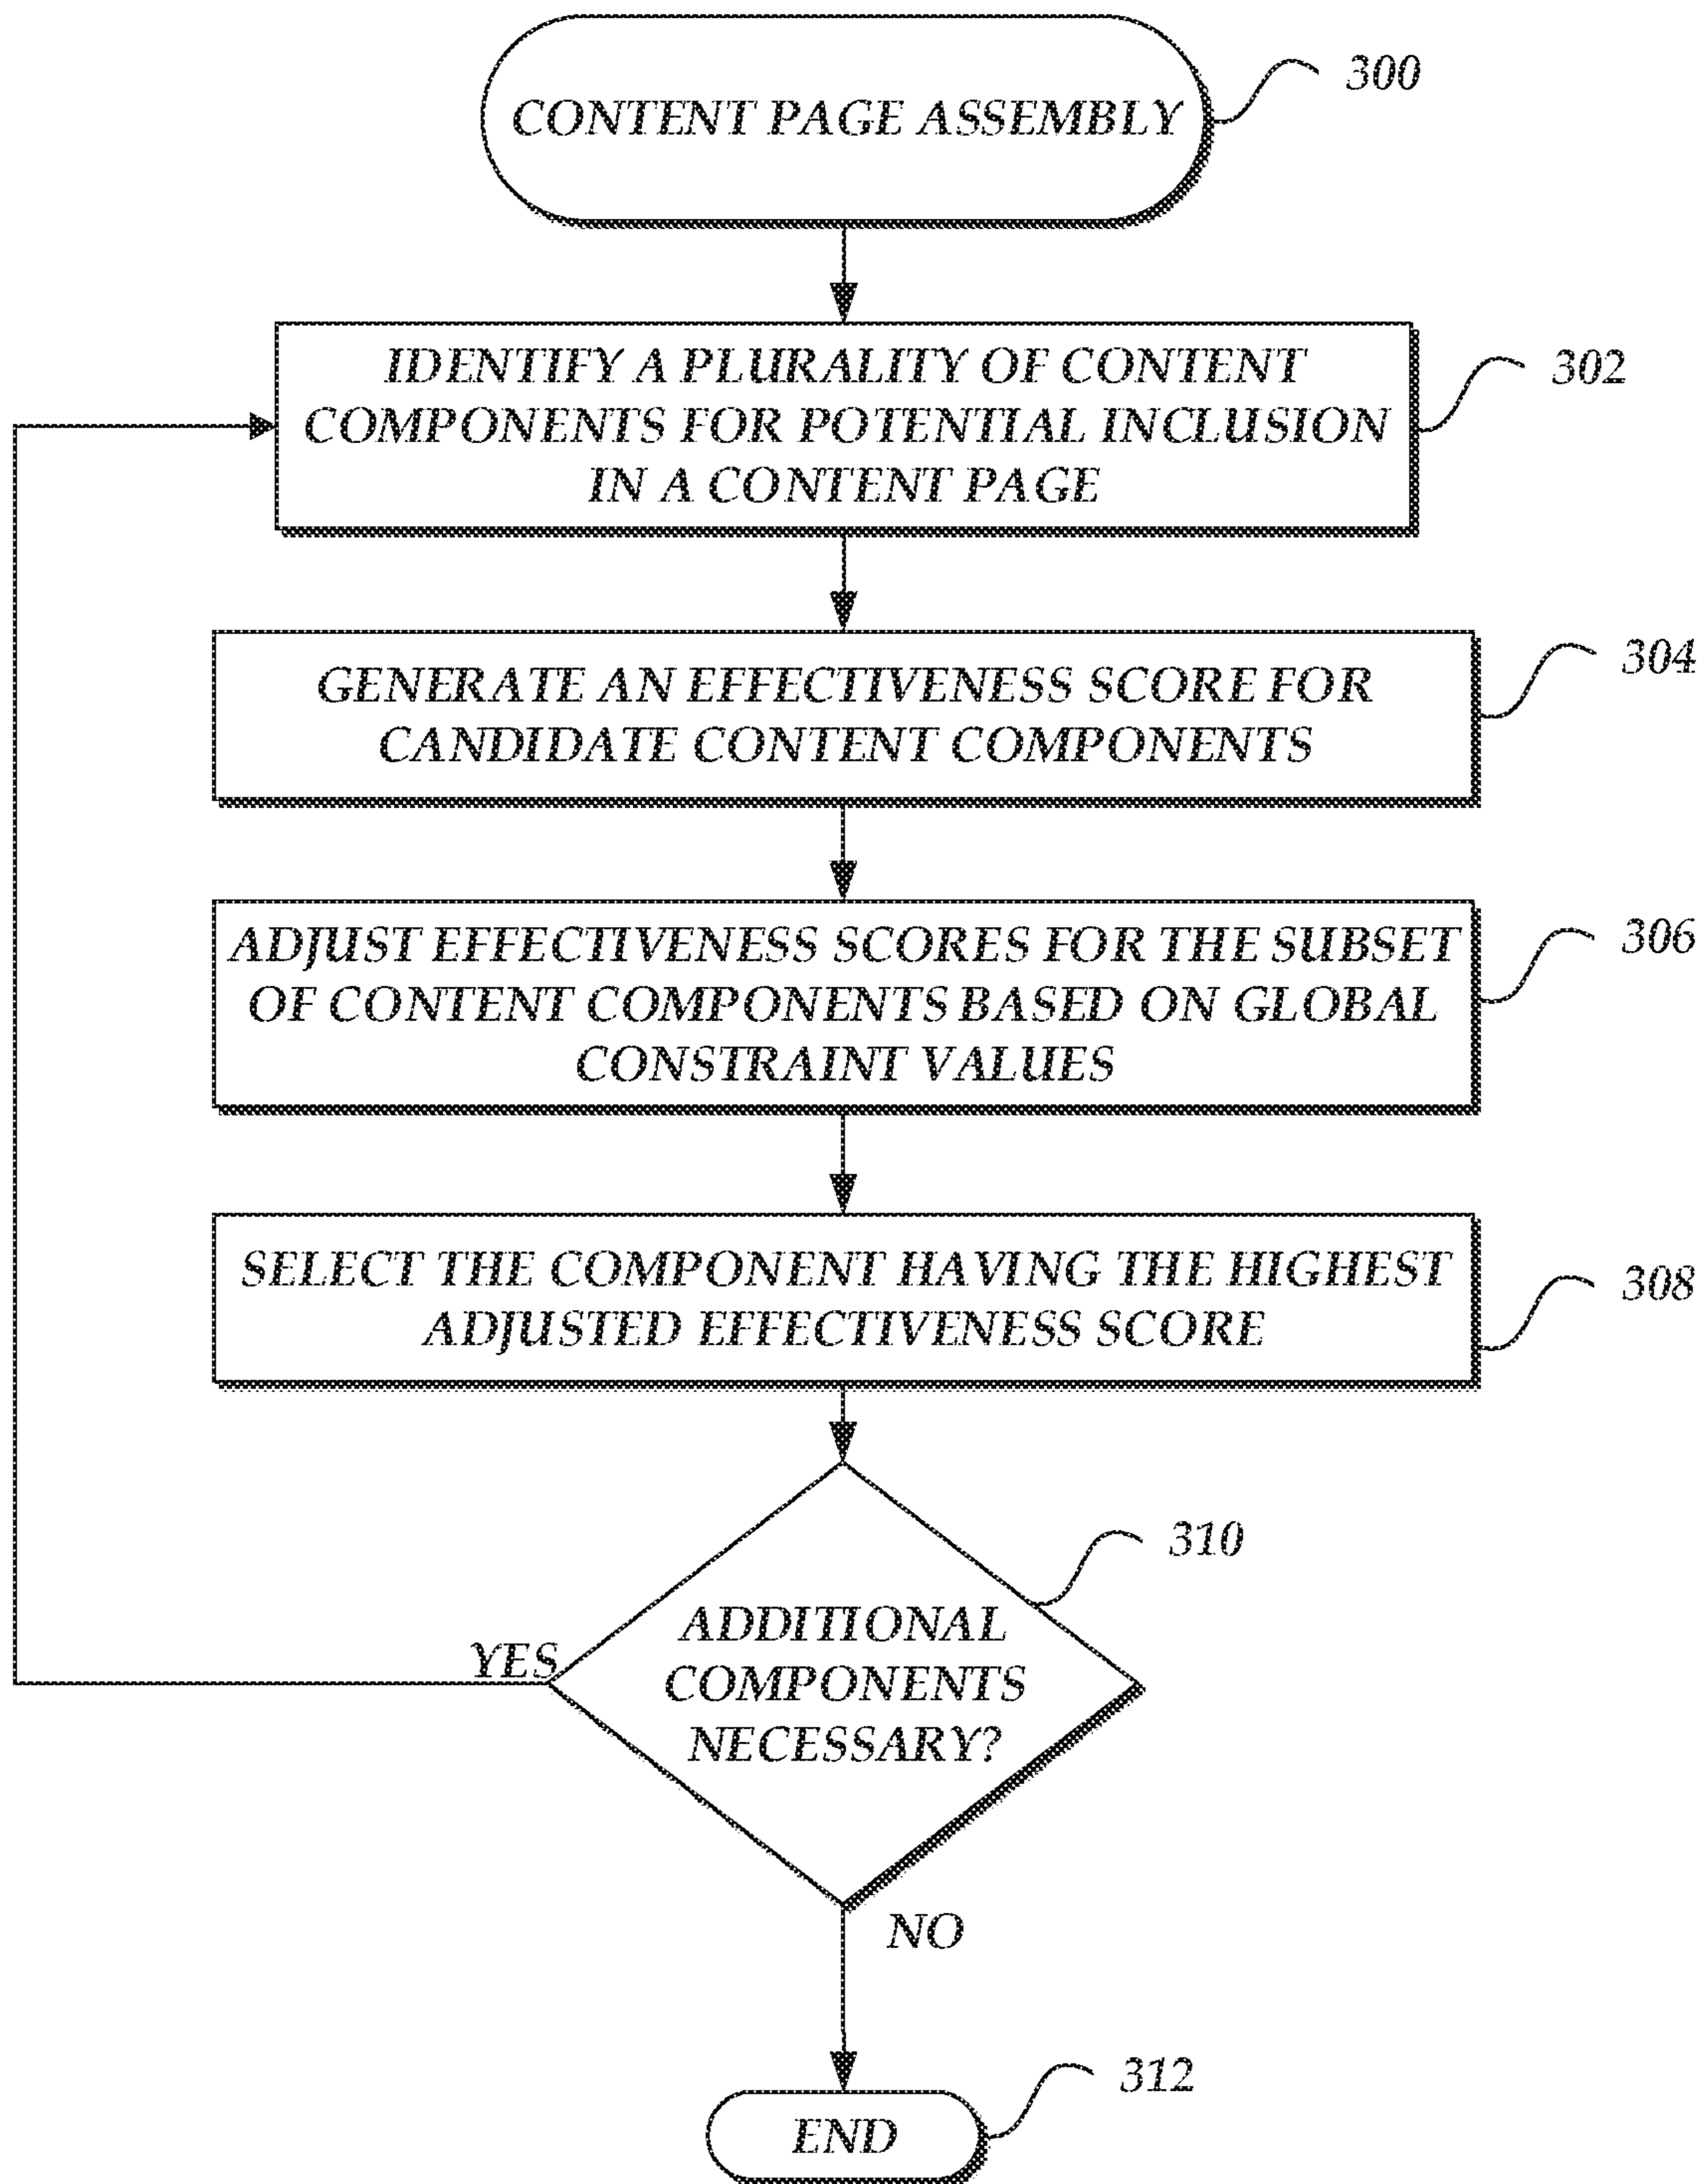 CONTENT PAGE ASSEMBLY
300
IDENTIFY A PLURALITY OF CONTENT
COMPONENTS FOR POTENTIAL INCLUSION
IN A CONTENT PAGE
302
GENERATE AN EFFECTIVENESS SCORE FOR
CANDIDATE CONTENT COMPONENTS
304
ADJUST EFFECTIVENESS SCORES FOR THE SUBSET
OF CONTENT COMPONENTS BASED ON GLOBAL
CONSTRAINT VALUES
306
SELECT THE COMPONENT HAVING THE HIGHEST
ADJUSTED EFFECTIVENESS SCORE
308
310
ADDITIONAL
COMPONENTS
NECESSARY?
YES
NO
312
END